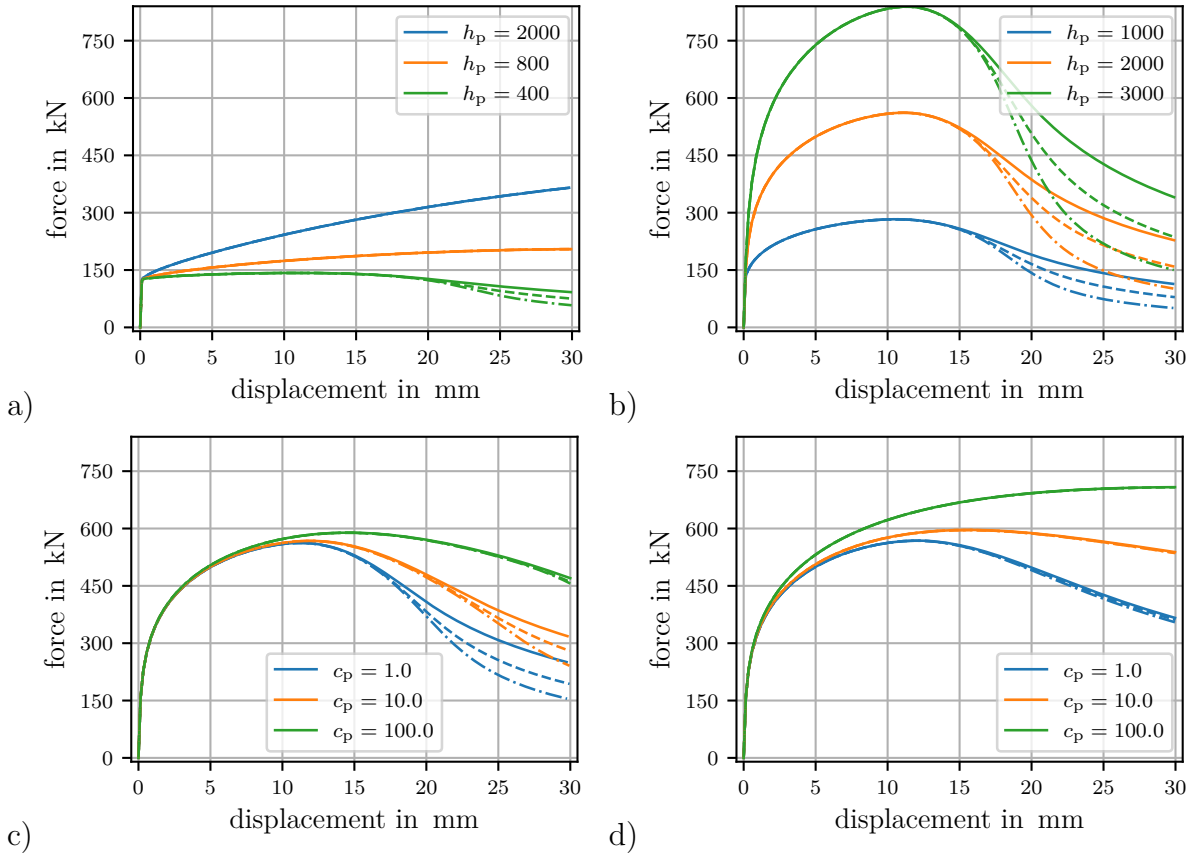 750
600
450
300
150
0
force in kN
h_p = 2000
h_p = 800
h_p = 400
0 5 10 15 20 25 30
displacement in mm
a)
750
600
450
300
150
0
force in kN
h_p = 1000
h_p = 2000
h_p = 3000
0 5 10 15 20 25 30
displacement in mm
b)
750
600
450
300
150
0
force in kN
c_p = 1.0
c_p = 10.0
c_p = 100.0
0 5 10 15 20 25 30
displacement in mm
c)
750
600
450
300
150
0
force in kN
c_p = 1.0
c_p = 10.0
c_p = 100.0
0 5 10 15 20 25 30
displacement in mm
d)